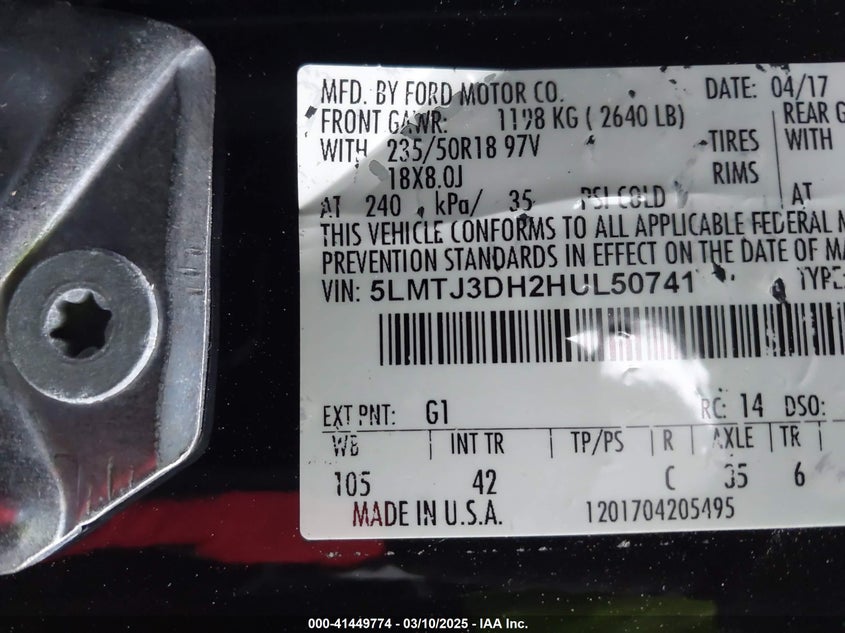 MFD. BY FORD MOTOR CO. DATE: 04/17
FRONT GAWR: 1198 KG ( 2640 LB) REAR G
WITH 235/50R18 97V TIRES WITH
18X8.0J RIMS
AT 240 kPa/ 35 PSI COLD AT
THIS VEHICLE CONFORMS TO ALL APPLICABLE FEDERAL M
PREVENTION STANDARDS IN EFFECT ON THE DATE OF MA
VIN: 5LMTJ3DH2HUL50741 TYPE:
EXT PNT: G1 RC: 14 DSO:
WB INT TR TP/PS R AXLE TR
105 42 C 35 6
MADE IN U.S.A. 1201704205495
000-41449774 — 03/10/2025 — IAA Inc.